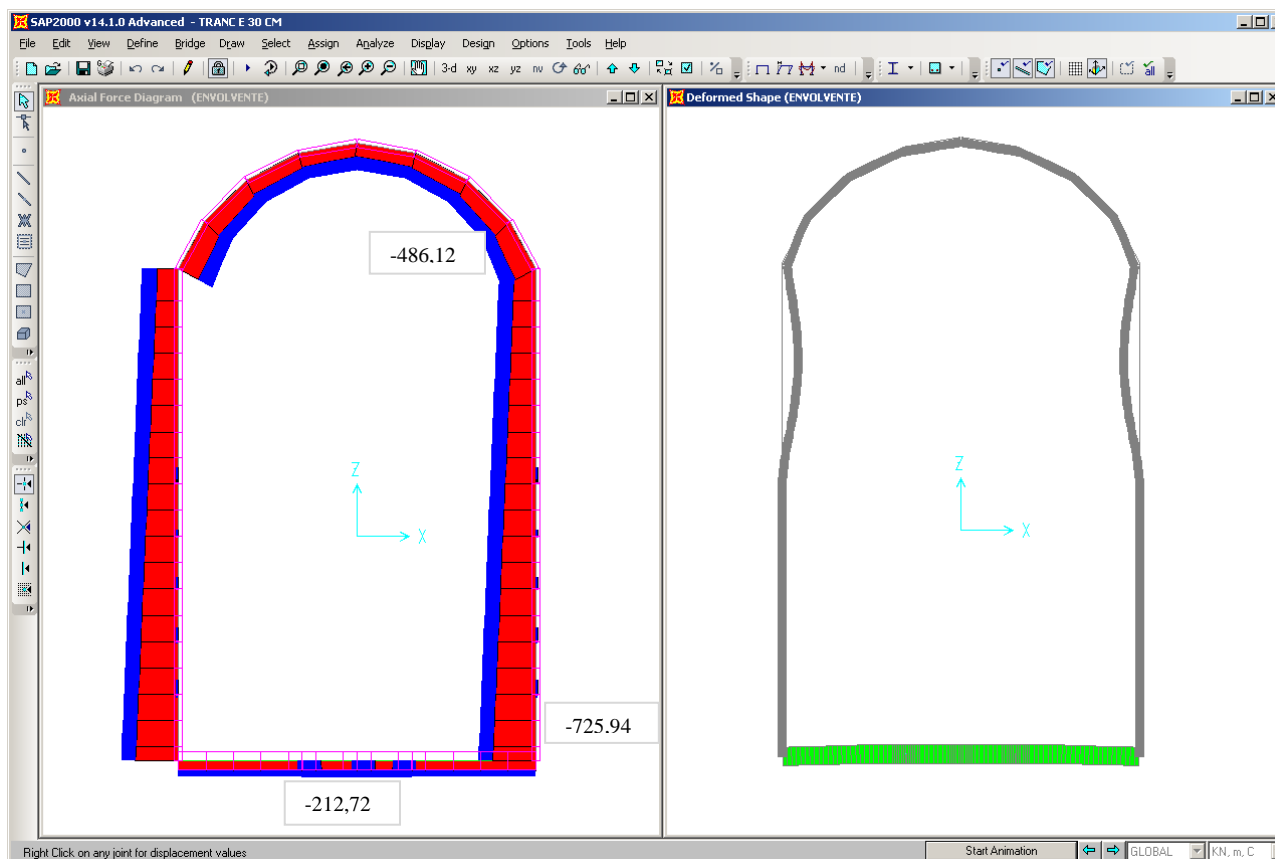 SAP2000 v14.1.0 Advanced - TRANC E 30 CM
File Edit View Define Bridge Draw Select Assign Analyze Display Design Options Tools Help
3-d xy xz yz nv nd all
Axial Force Diagram (ENVOLVENTE)
Deformed Shape (ENVOLVENTE)
all
ps
clr
-486,12
Z
X
Z
X
-725.94
-212,72
Right Click on any joint for displacement values
Start Animation
GLOBAL
KN, m, C